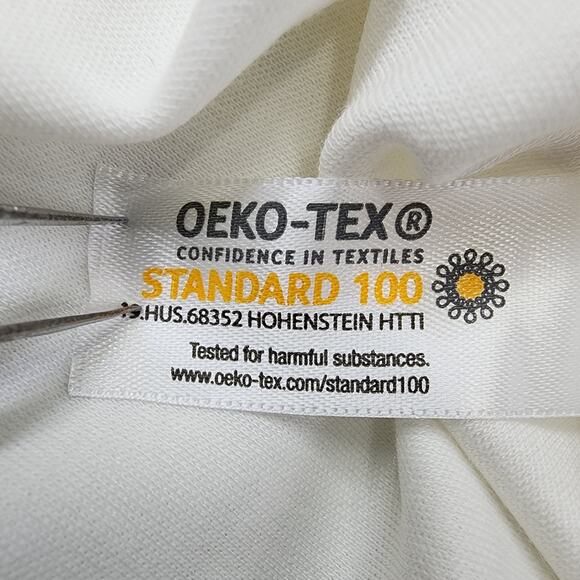 OEKO-TEX®
CONFIDENCE IN TEXTILES
STANDARD 100
.HUS.68352 HOHENSTEIN HTTI
Tested for harmful substances.
www.oeko-tex.com/standard100